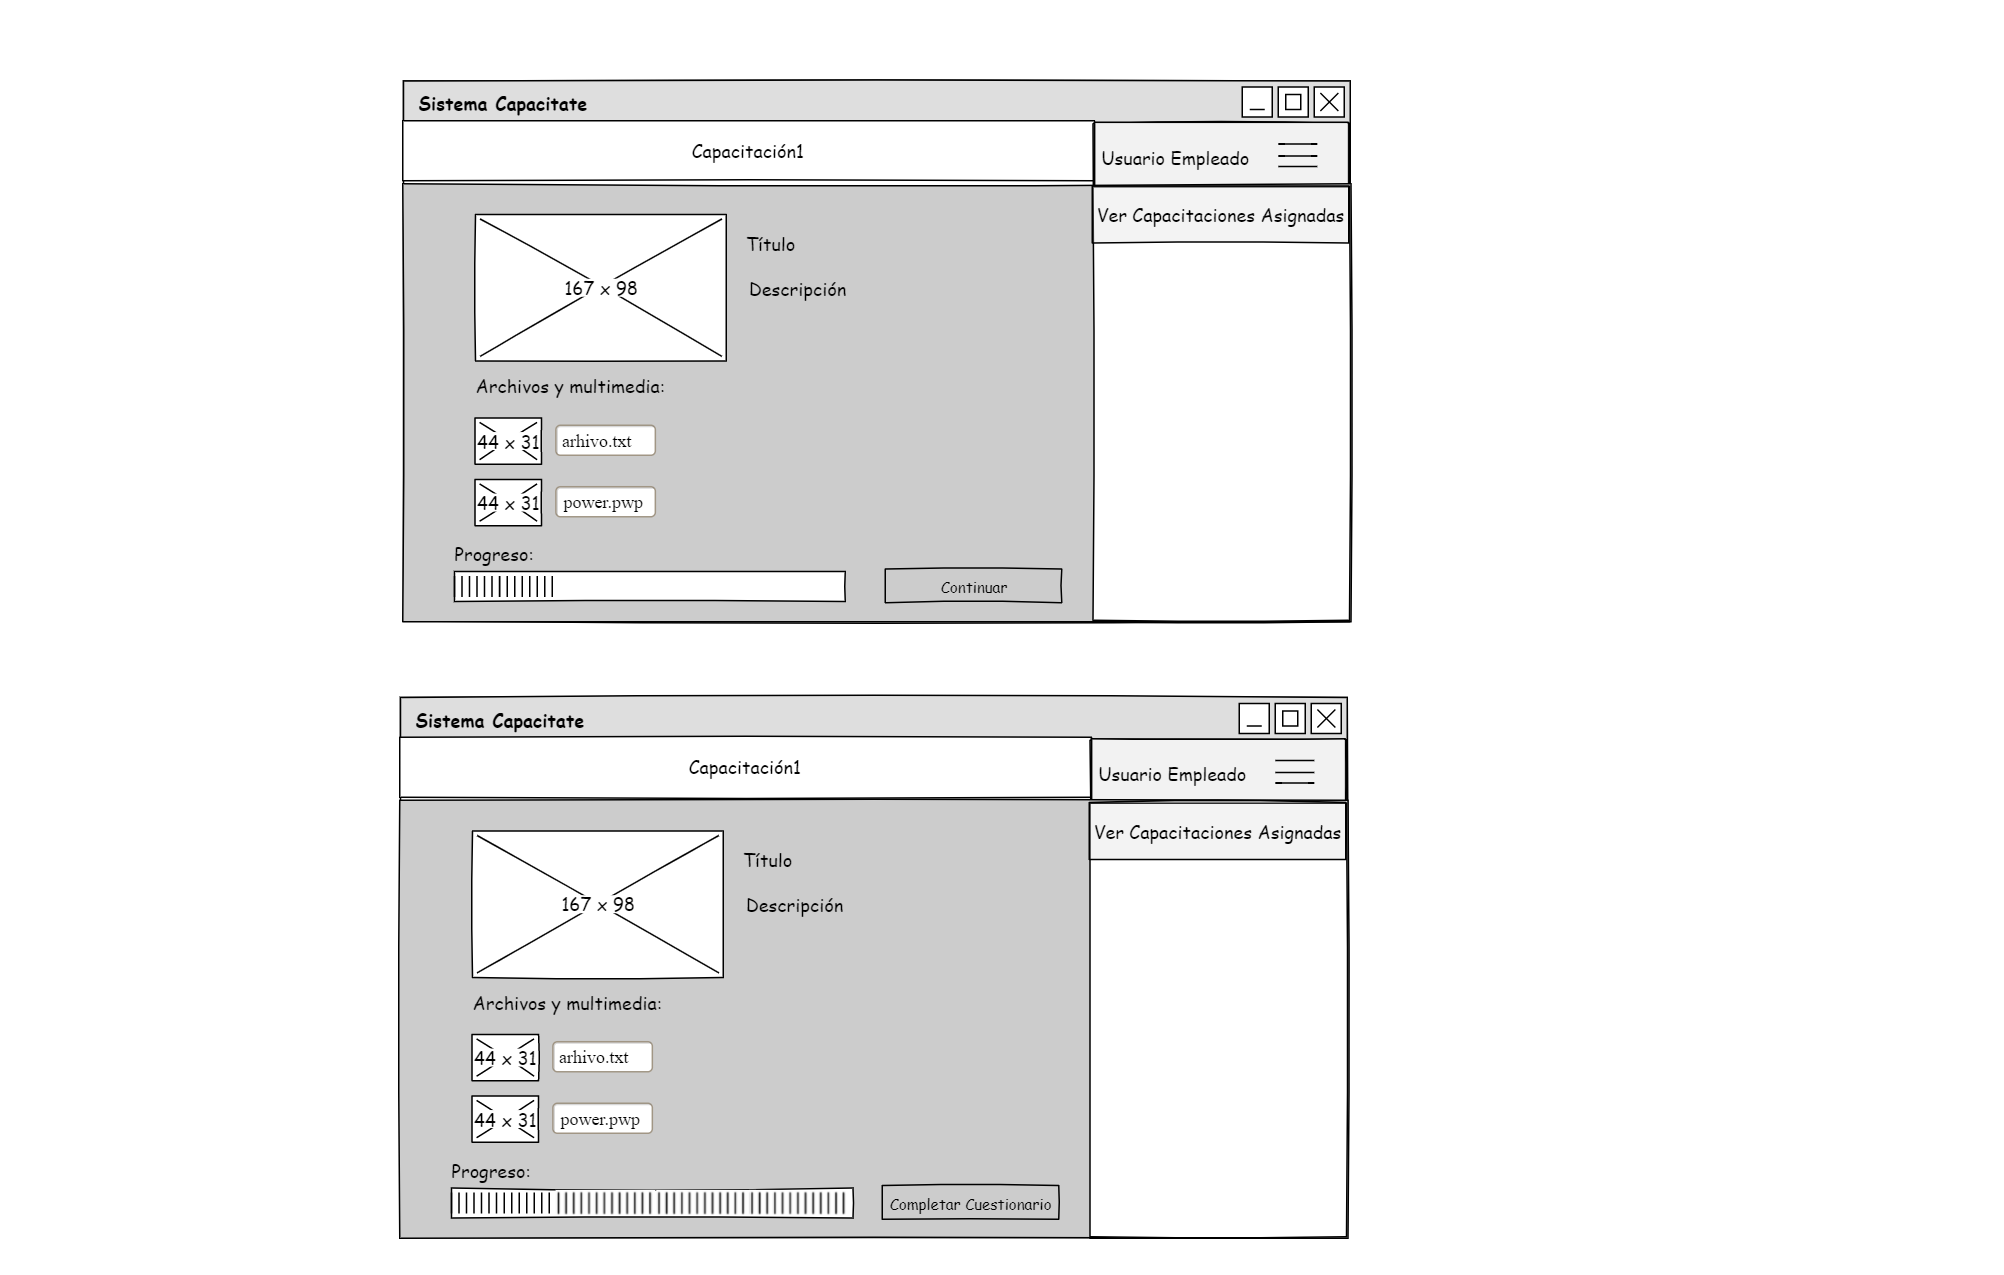 Sistema Capacitate
Capacitación1
Usuario Empleado
Ver Capacitaciones Asignadas
167 x 98
Título
Descripción
Archivos y multimedia:
44 x 31
arhivo.txt
44 x 31
power.pwp
Progreso:
Continuar
Sistema Capacitate
Capacitación1
Usuario Empleado
Ver Capacitaciones Asignadas
167 x 98
Título
Descripción
Archivos y multimedia:
44 x 31
arhivo.txt
44 x 31
power.pwp
Progreso:
Completar Cuestionario